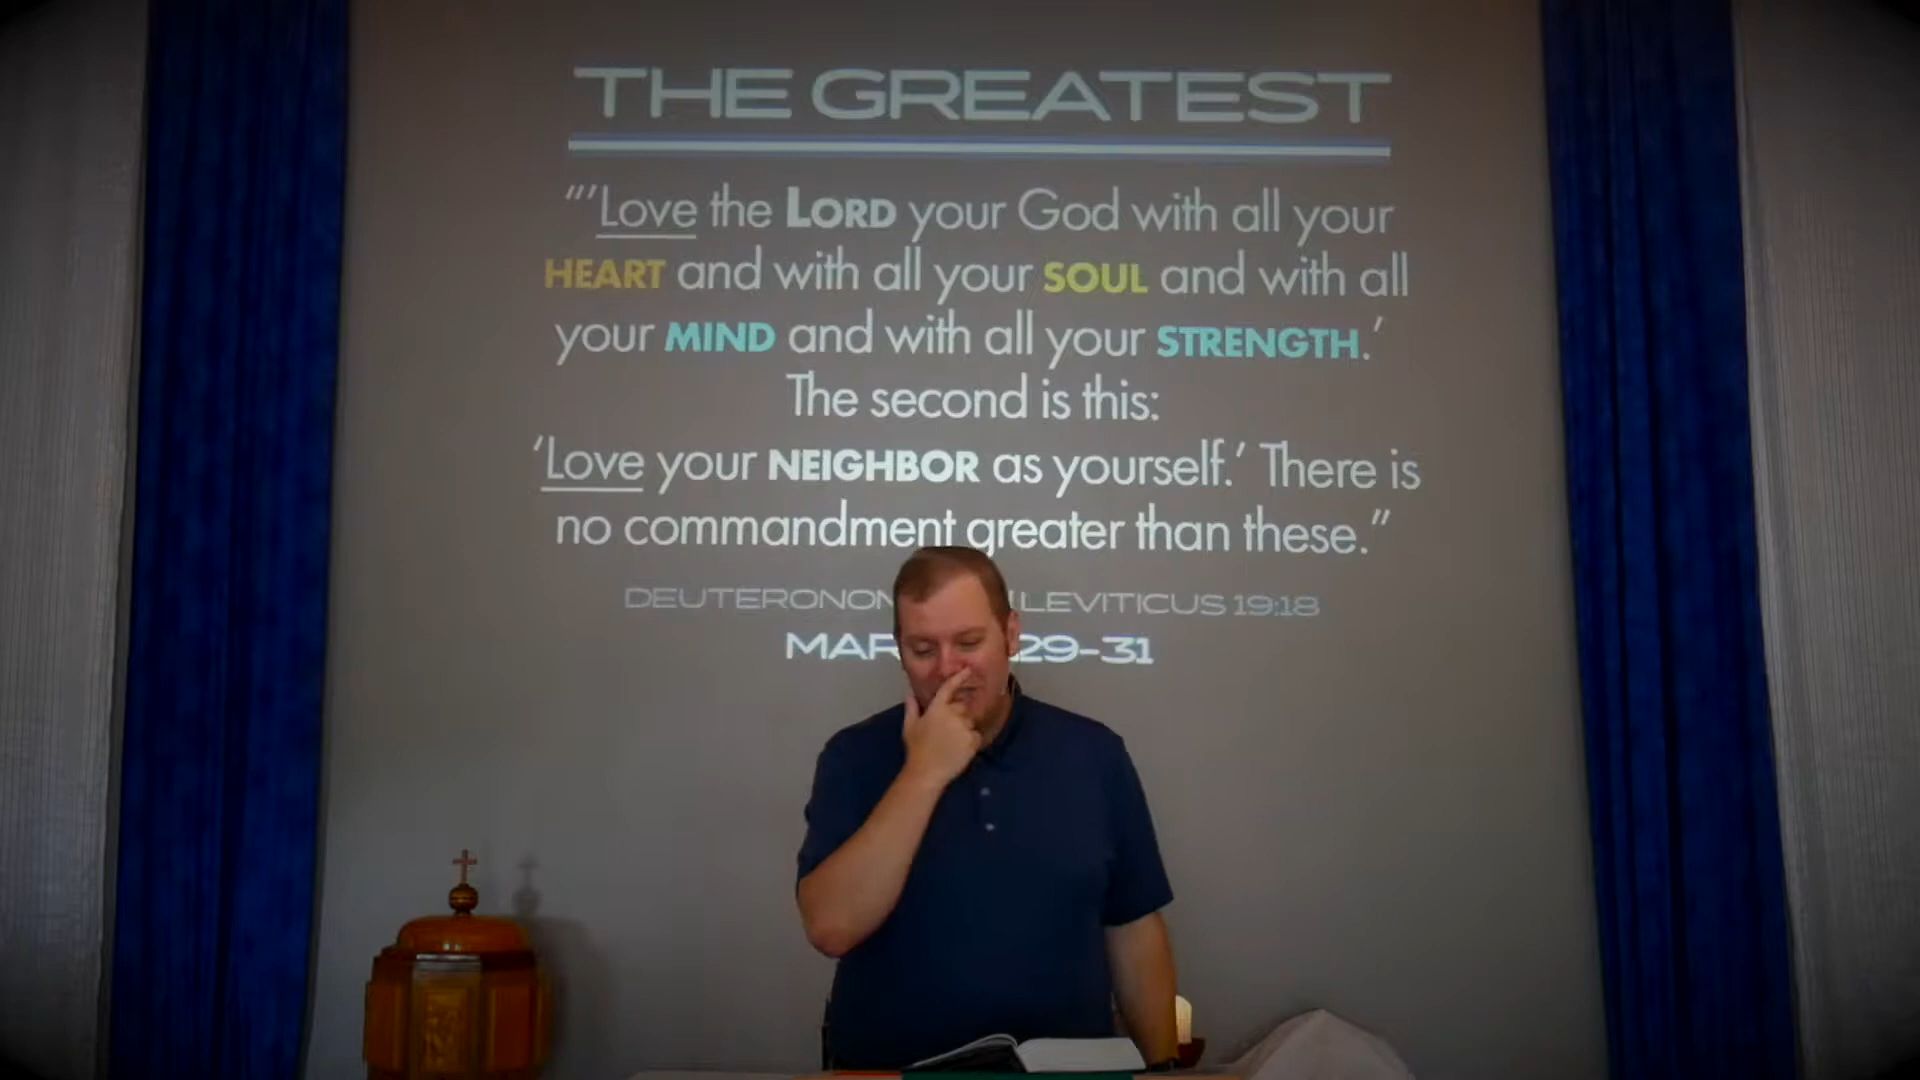 THE GREATEST
“‘Love the LORD your God with all your
HEART and with all your SOUL and with all
your MIND and with all your STRENGTH.’
The second is this:
‘Love your NEIGHBOR as yourself.’ There is
no commandment greater than these.”
LEVITICUS 19:18
29-31